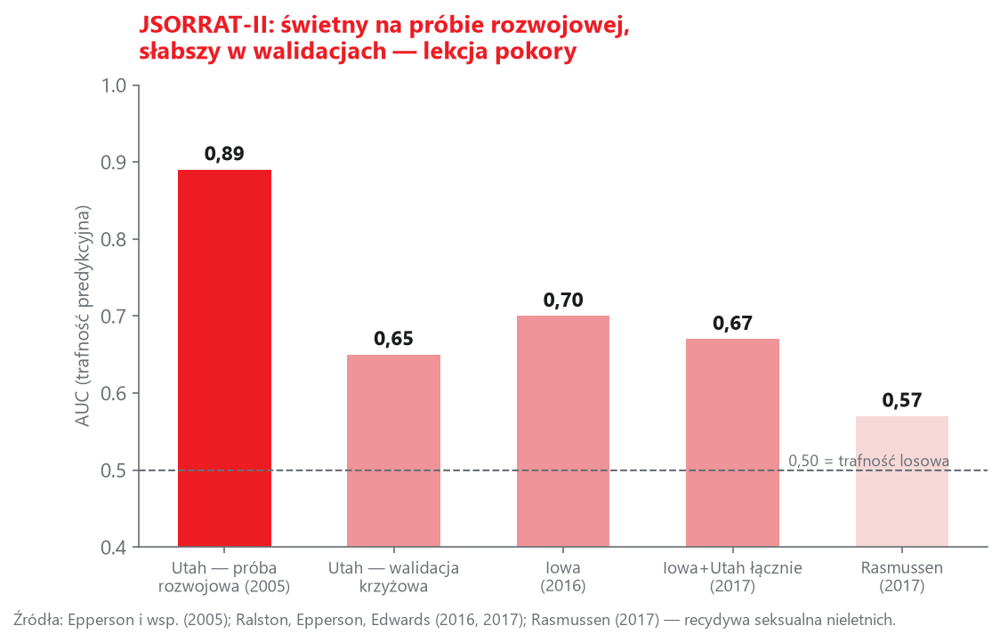 JSORRAT-II: świetny na próbie rozwojowej,
słabszy w walidacjach — lekcja pokory
AUC (trafność predykcyjna)
1.0
0.9
0.8
0.7
0.6
0.5
0.4
0,89
0,65
0,70
0,67
0,57
0,50 = trafność losowa
Utah — próba
rozwojowa (2005)
Utah — walidacja
krzyżowa
Iowa
(2016)
Iowa+Utah łącznie
(2017)
Rasmussen
(2017)
Źródła: Epperson i wsp. (2005); Ralston, Epperson, Edwards (2016, 2017); Rasmussen (2017) — recydywa seksualna nieletnich.